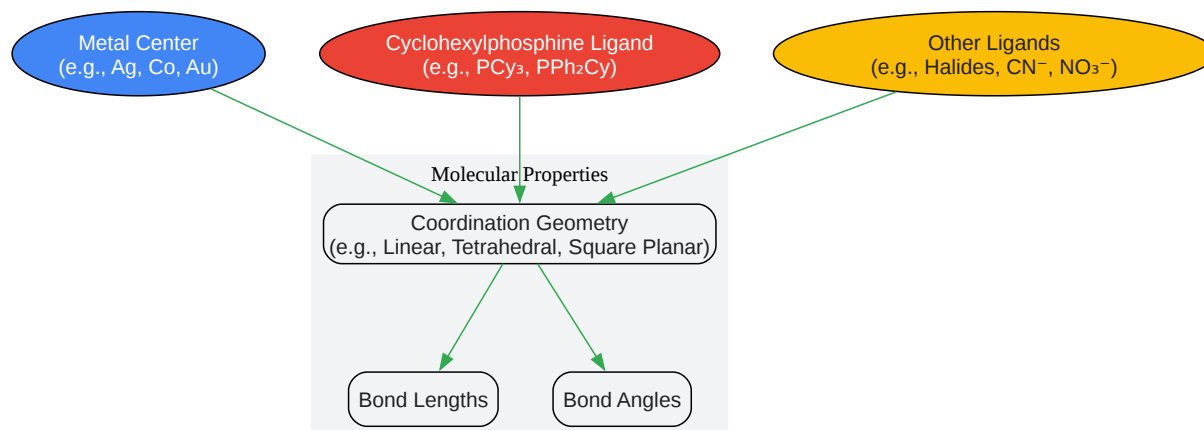 Metal Center
(e.g., Ag, Co, Au)
Cyclohexylphosphine Ligand
(e.g., PCy₃, PPh₂Cy)
Other Ligands
(e.g., Halides, CN⁻, NO₃⁻)
Molecular Properties
Coordination Geometry
(e.g., Linear, Tetrahedral, Square Planar)
Bond Lengths
Bond Angles